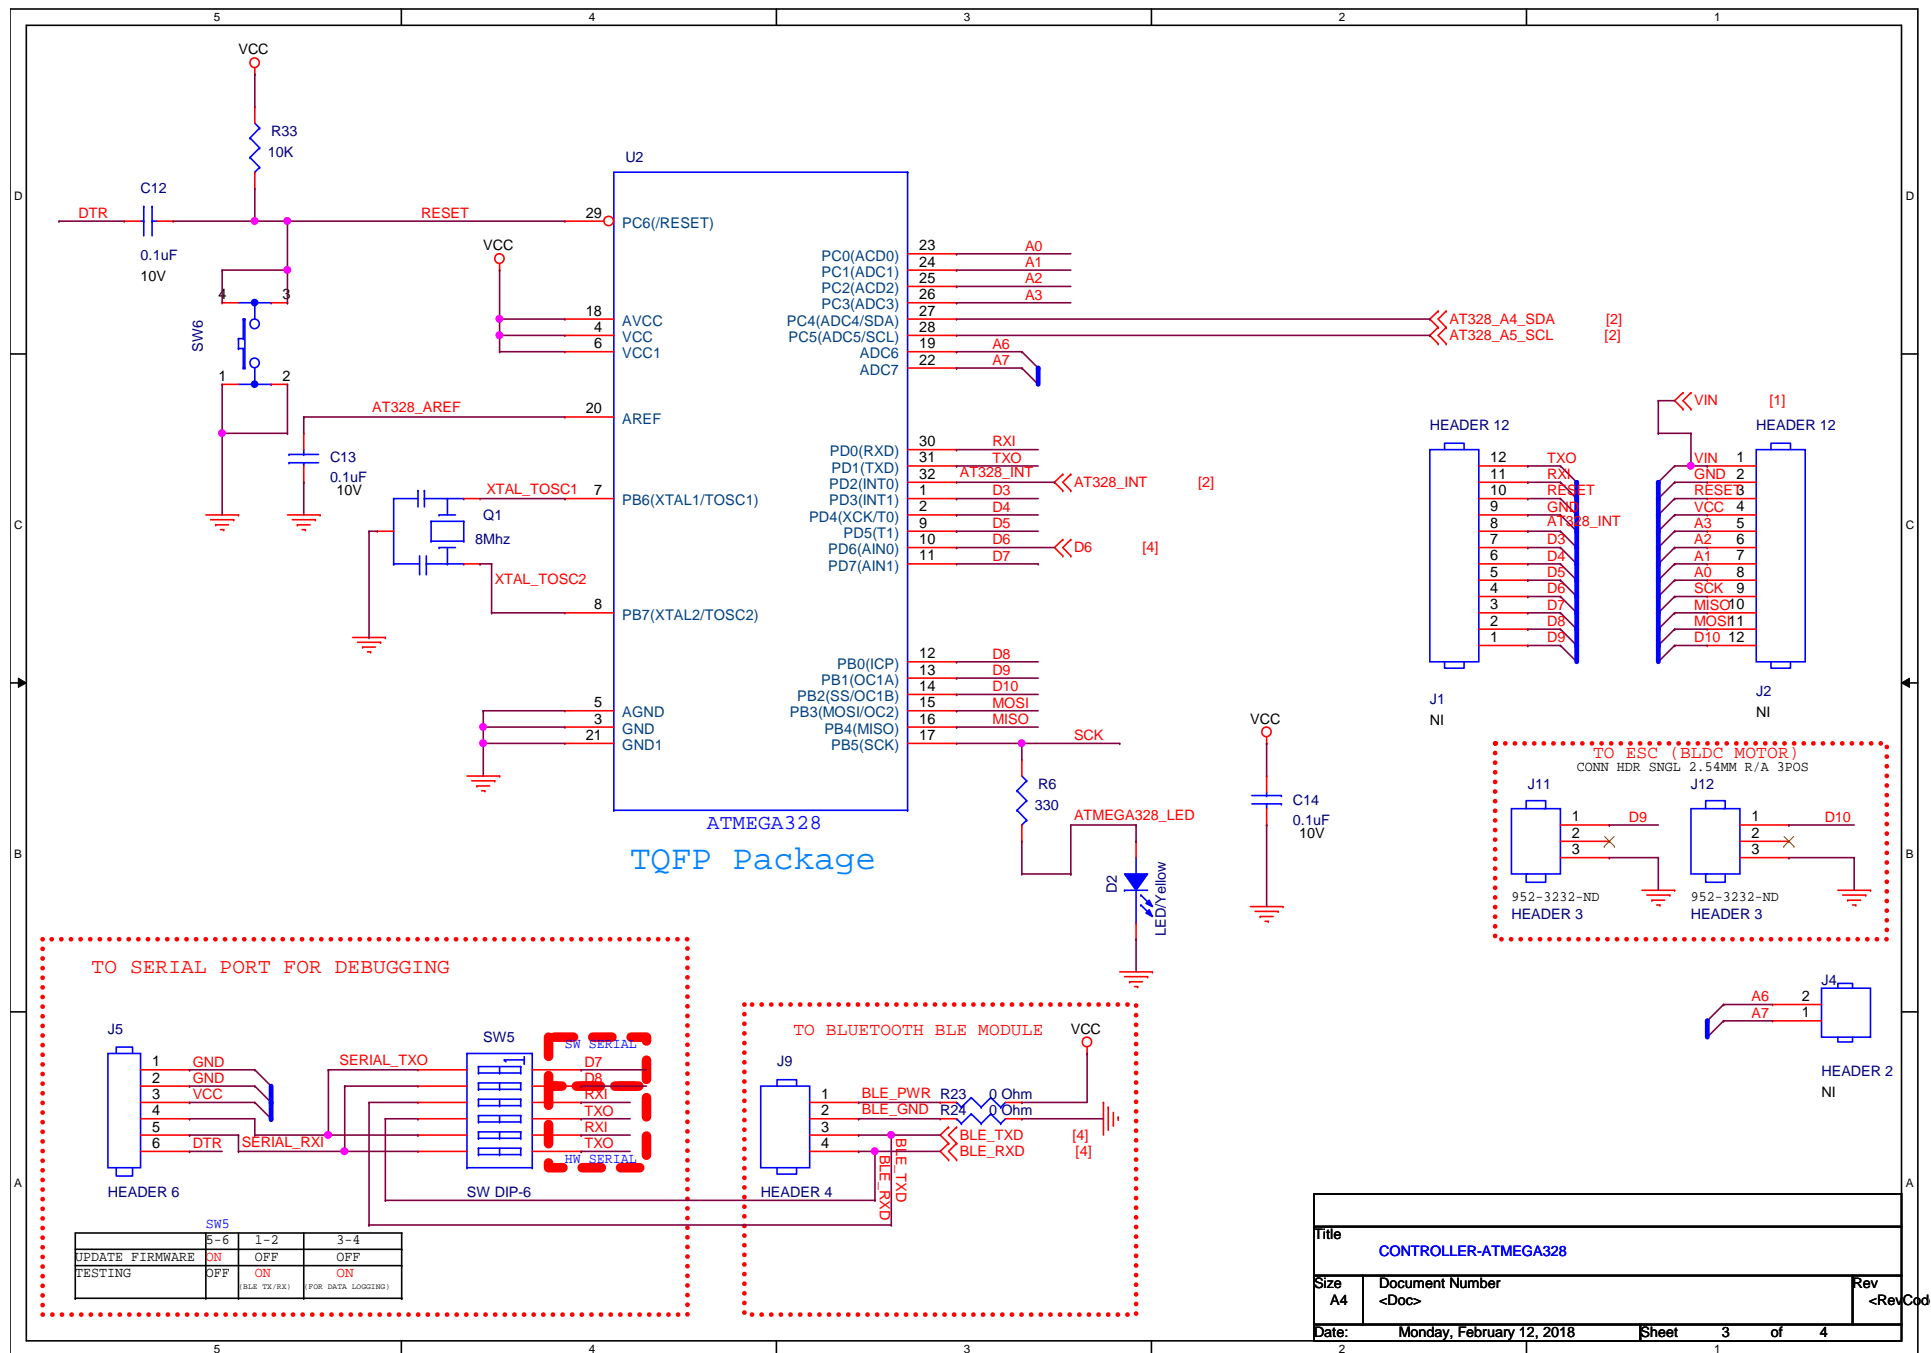 5 4 3 2 1
D
C
B
A
D
C
B
A
5 4 3 2 1
VCC
R33
10K
C12
DTR
0.1uF
10V
RESET
4 3
SW6
1 2
VCC
AT328_AREF
C13
0.1uF
10V
XTAL_TOSC1
Q1
8Mhz
XTAL_TOSC2
U2
29 PC6(/RESET)
18 AVCC
4 VCC
6 VCC1
20 AREF
7 PB6(XTAL1/TOSC1)
8 PB7(XTAL2/TOSC2)
5 AGND
3 GND
21 GND1
PC0(ACD0) 23 A0
PC1(ADC1) 24 A1
PC2(ACD2) 25 A2
PC3(ADC3) 26 A3
PC4(ADC4/SDA) 27 AT328_A4_SDA [2]
PC5(ADC5/SCL) 28 AT328_A5_SCL [2]
ADC6 19 A6
ADC7 22 A7
PD0(RXD) 30 RXI
PD1(TXD) 31 TXO
PD2(INT0) 32 AT328_INT AT328_INT [2]
PD3(INT1) 1 D3
PD4(XCK/T0) 2 D4
PD5(T1) 9 D5
PD6(AIN0) 10 D6 D6 [4]
PD7(AIN1) 11 D7
PB0(ICP) 12 D8
PB1(OC1A) 13 D9
PB2(SS/OC1B) 14 D10
PB3(MOSI/OC2) 15 MOSI
PB4(MISO) 16 MISO
PB5(SCK) 17 SCK
ATMEGA328
TQFP Package
R6
330
ATMEGA328_LED
D2
LED/Yellow
VCC
C14
0.1uF
10V
HEADER 12
12 TXO
11 RXI
10 RESET
9 GND
8 AT328_INT
7 D3
6 D4
5 D5
4 D6
3 D7
2 D8
1 D9
J1
NI
VIN [1]
HEADER 12
VIN 1
GND 2
RESET 3
VCC 4
A3 5
A2 6
A1 7
A0 8
SCK 9
MISO 10
MOSI 11
D10 12
J2
NI
TO ESC (BLDC MOTOR)
CONN HDR SNGL 2.54MM R/A 3POS
J11
1 D9
2
3
952-3232-ND
HEADER 3
J12
1 D10
2
3
952-3232-ND
HEADER 3
J4
A6 2
A7 1
HEADER 2
NI
TO SERIAL PORT FOR DEBUGGING
J5
1 GND
2 GND
3 VCC
4
5
6 DTR
HEADER 6
SERIAL_TXO
SERIAL_RXI
SW5
1
SW DIP-6
SW SERIAL
D7
D8
RXI
TXO
RXI
TXO
HW SERIAL
SW5
5-6 1-2 3-4
UPDATE FIRMWARE ON OFF OFF
TESTING OFF ON ON
(BLE TX/RX) (FOR DATA LOGGING)
TO BLUETOOTH BLE MODULE
VCC
J9
1 BLE_PWR R23 0 Ohm
2 BLE_GND R24 0 Ohm
3 BLE_TXD [4]
4 BLE_RXD [4]
BLE_TXD
BLE_RXD
HEADER 4
Title
CONTROLLER-ATMEGA328
Size Document Number Rev
A4 <Doc> <RevCod
Date: Monday, February 12, 2018 Sheet 3 of 4